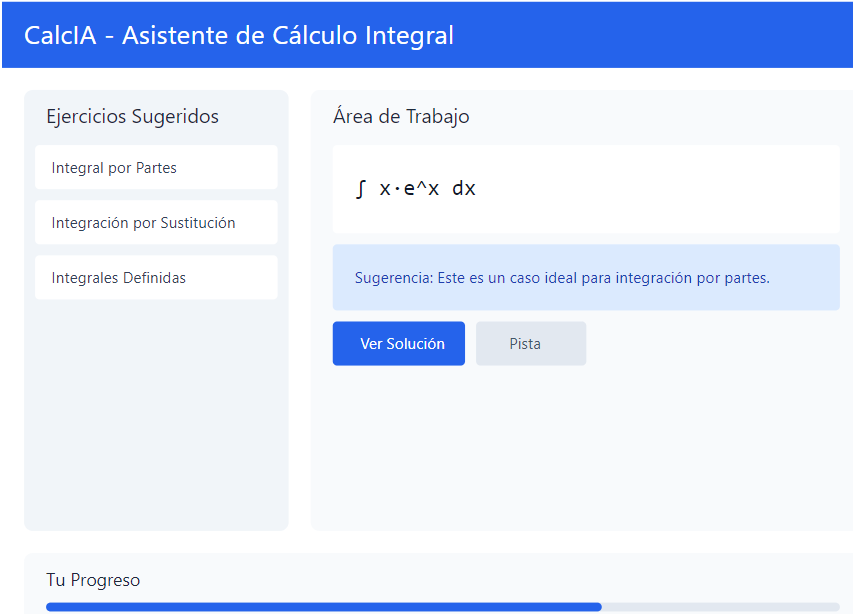 CalcIA - Asistente de Cálculo Integral
Ejercicios Sugeridos
Integral por Partes
Integración por Sustitución
Integrales Definidas
Área de Trabajo
∫ x·e^x dx
Sugerencia: Este es un caso ideal para integración por partes.
Ver Solución
Pista
Tu Progreso